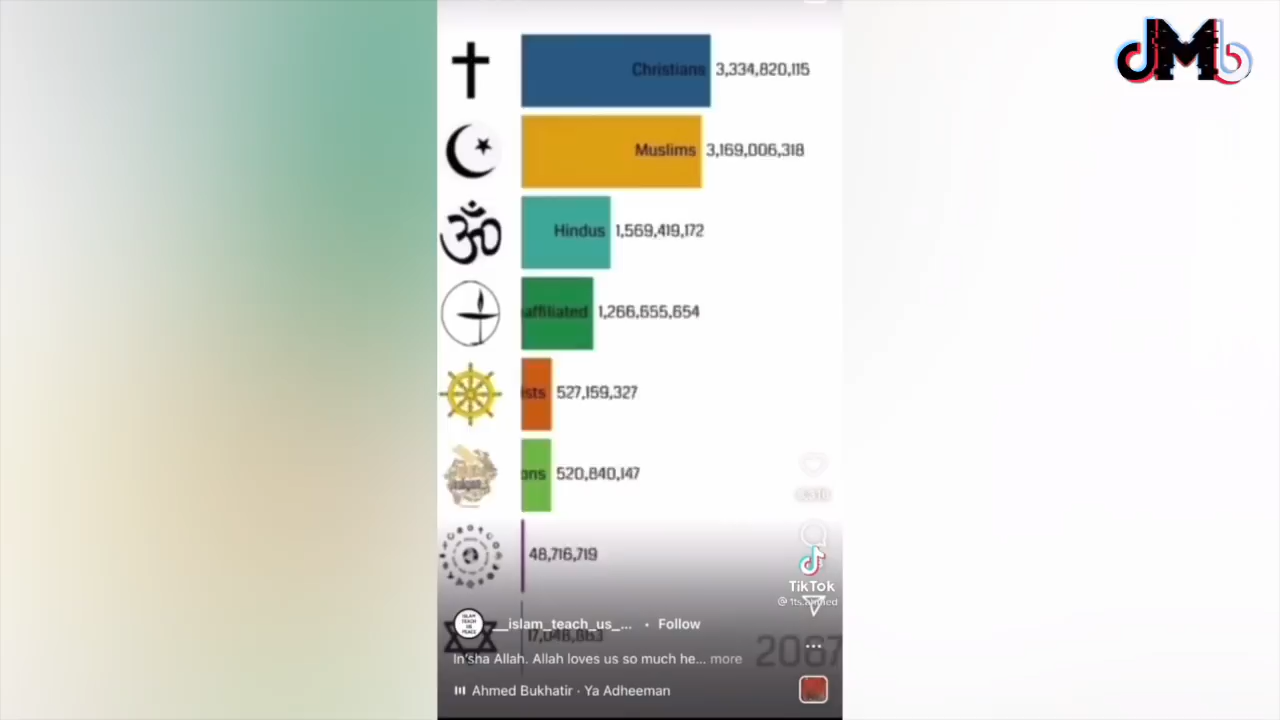 JMb
Christians 3,334,820,115
Muslims 3,169,006,318
Hindus 1,569,419,172
affiliated 1,266,655,654
ists 527,159,327
ons 520,840,147
48,716,719
TikTok
__islam_teach_us_... • Follow
In'sha Allah. Allah loves us so much he... more
2067
Ahmed Bukhatir · Ya Adheeman